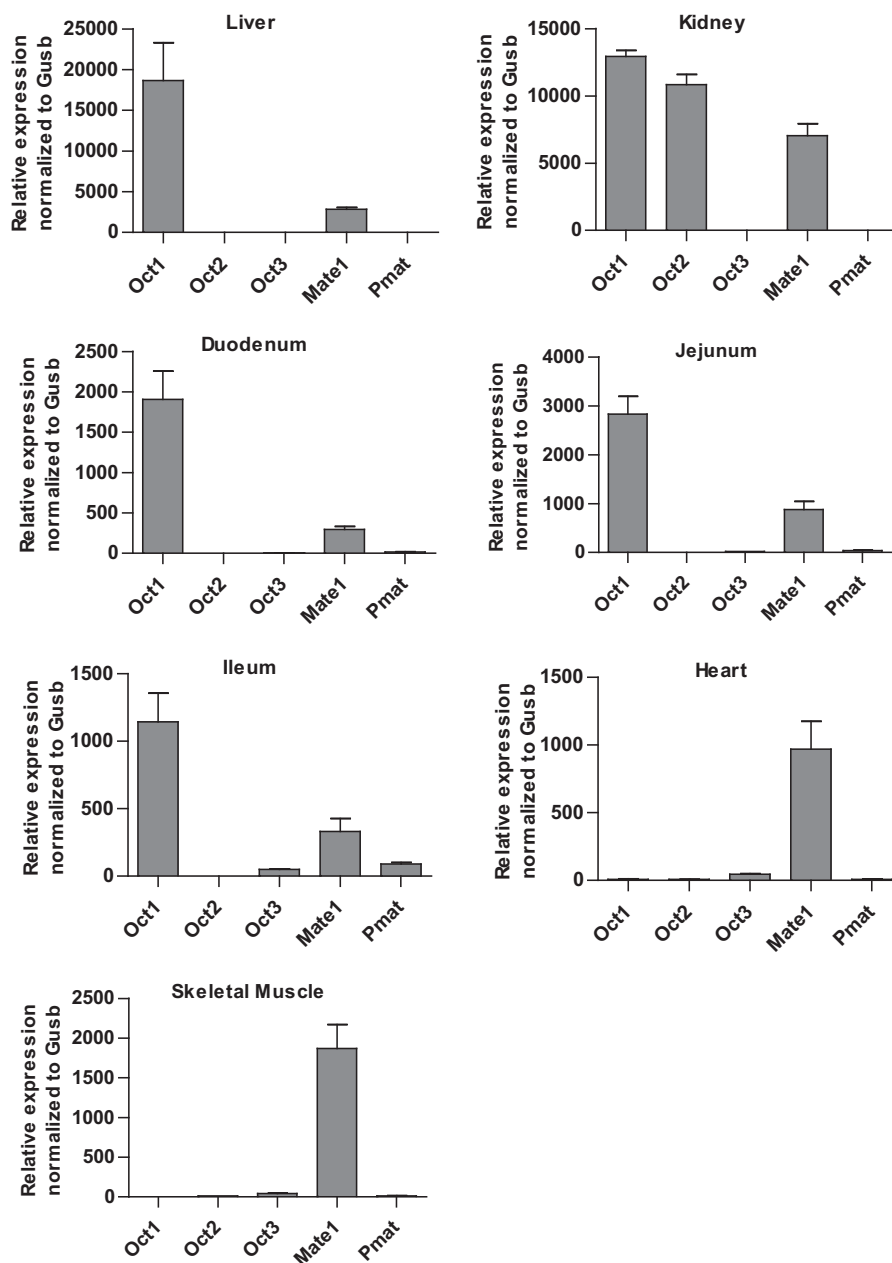 Liver
Relative expression
normalized to Gusb
25000
20000
15000
10000
5000
0
Oct1
Oct2
Oct3
Mate1
Pmat
Kidney
Relative expression
normalized to Gusb
15000
10000
5000
0
Oct1
Oct2
Oct3
Mate1
Pmat
Duodenum
Relative expression
normalized to Gusb
2500
2000
1500
1000
500
0
Oct1
Oct2
Oct3
Mate1
Pmat
Jejunum
Relative expression
normalized to Gusb
4000
3000
2000
1000
0
Oct1
Oct2
Oct3
Mate1
Pmat
Ileum
Relative expression
normalized to Gusb
1500
1000
500
0
Oct1
Oct2
Oct3
Mate1
Pmat
Heart
Relative expression
normalized to Gusb
1500
1000
500
0
Oct1
Oct2
Oct3
Mate1
Pmat
Skeletal Muscle
Relative expression
normalized to Gusb
2500
2000
1500
1000
500
0
Oct1
Oct2
Oct3
Mate1
Pmat